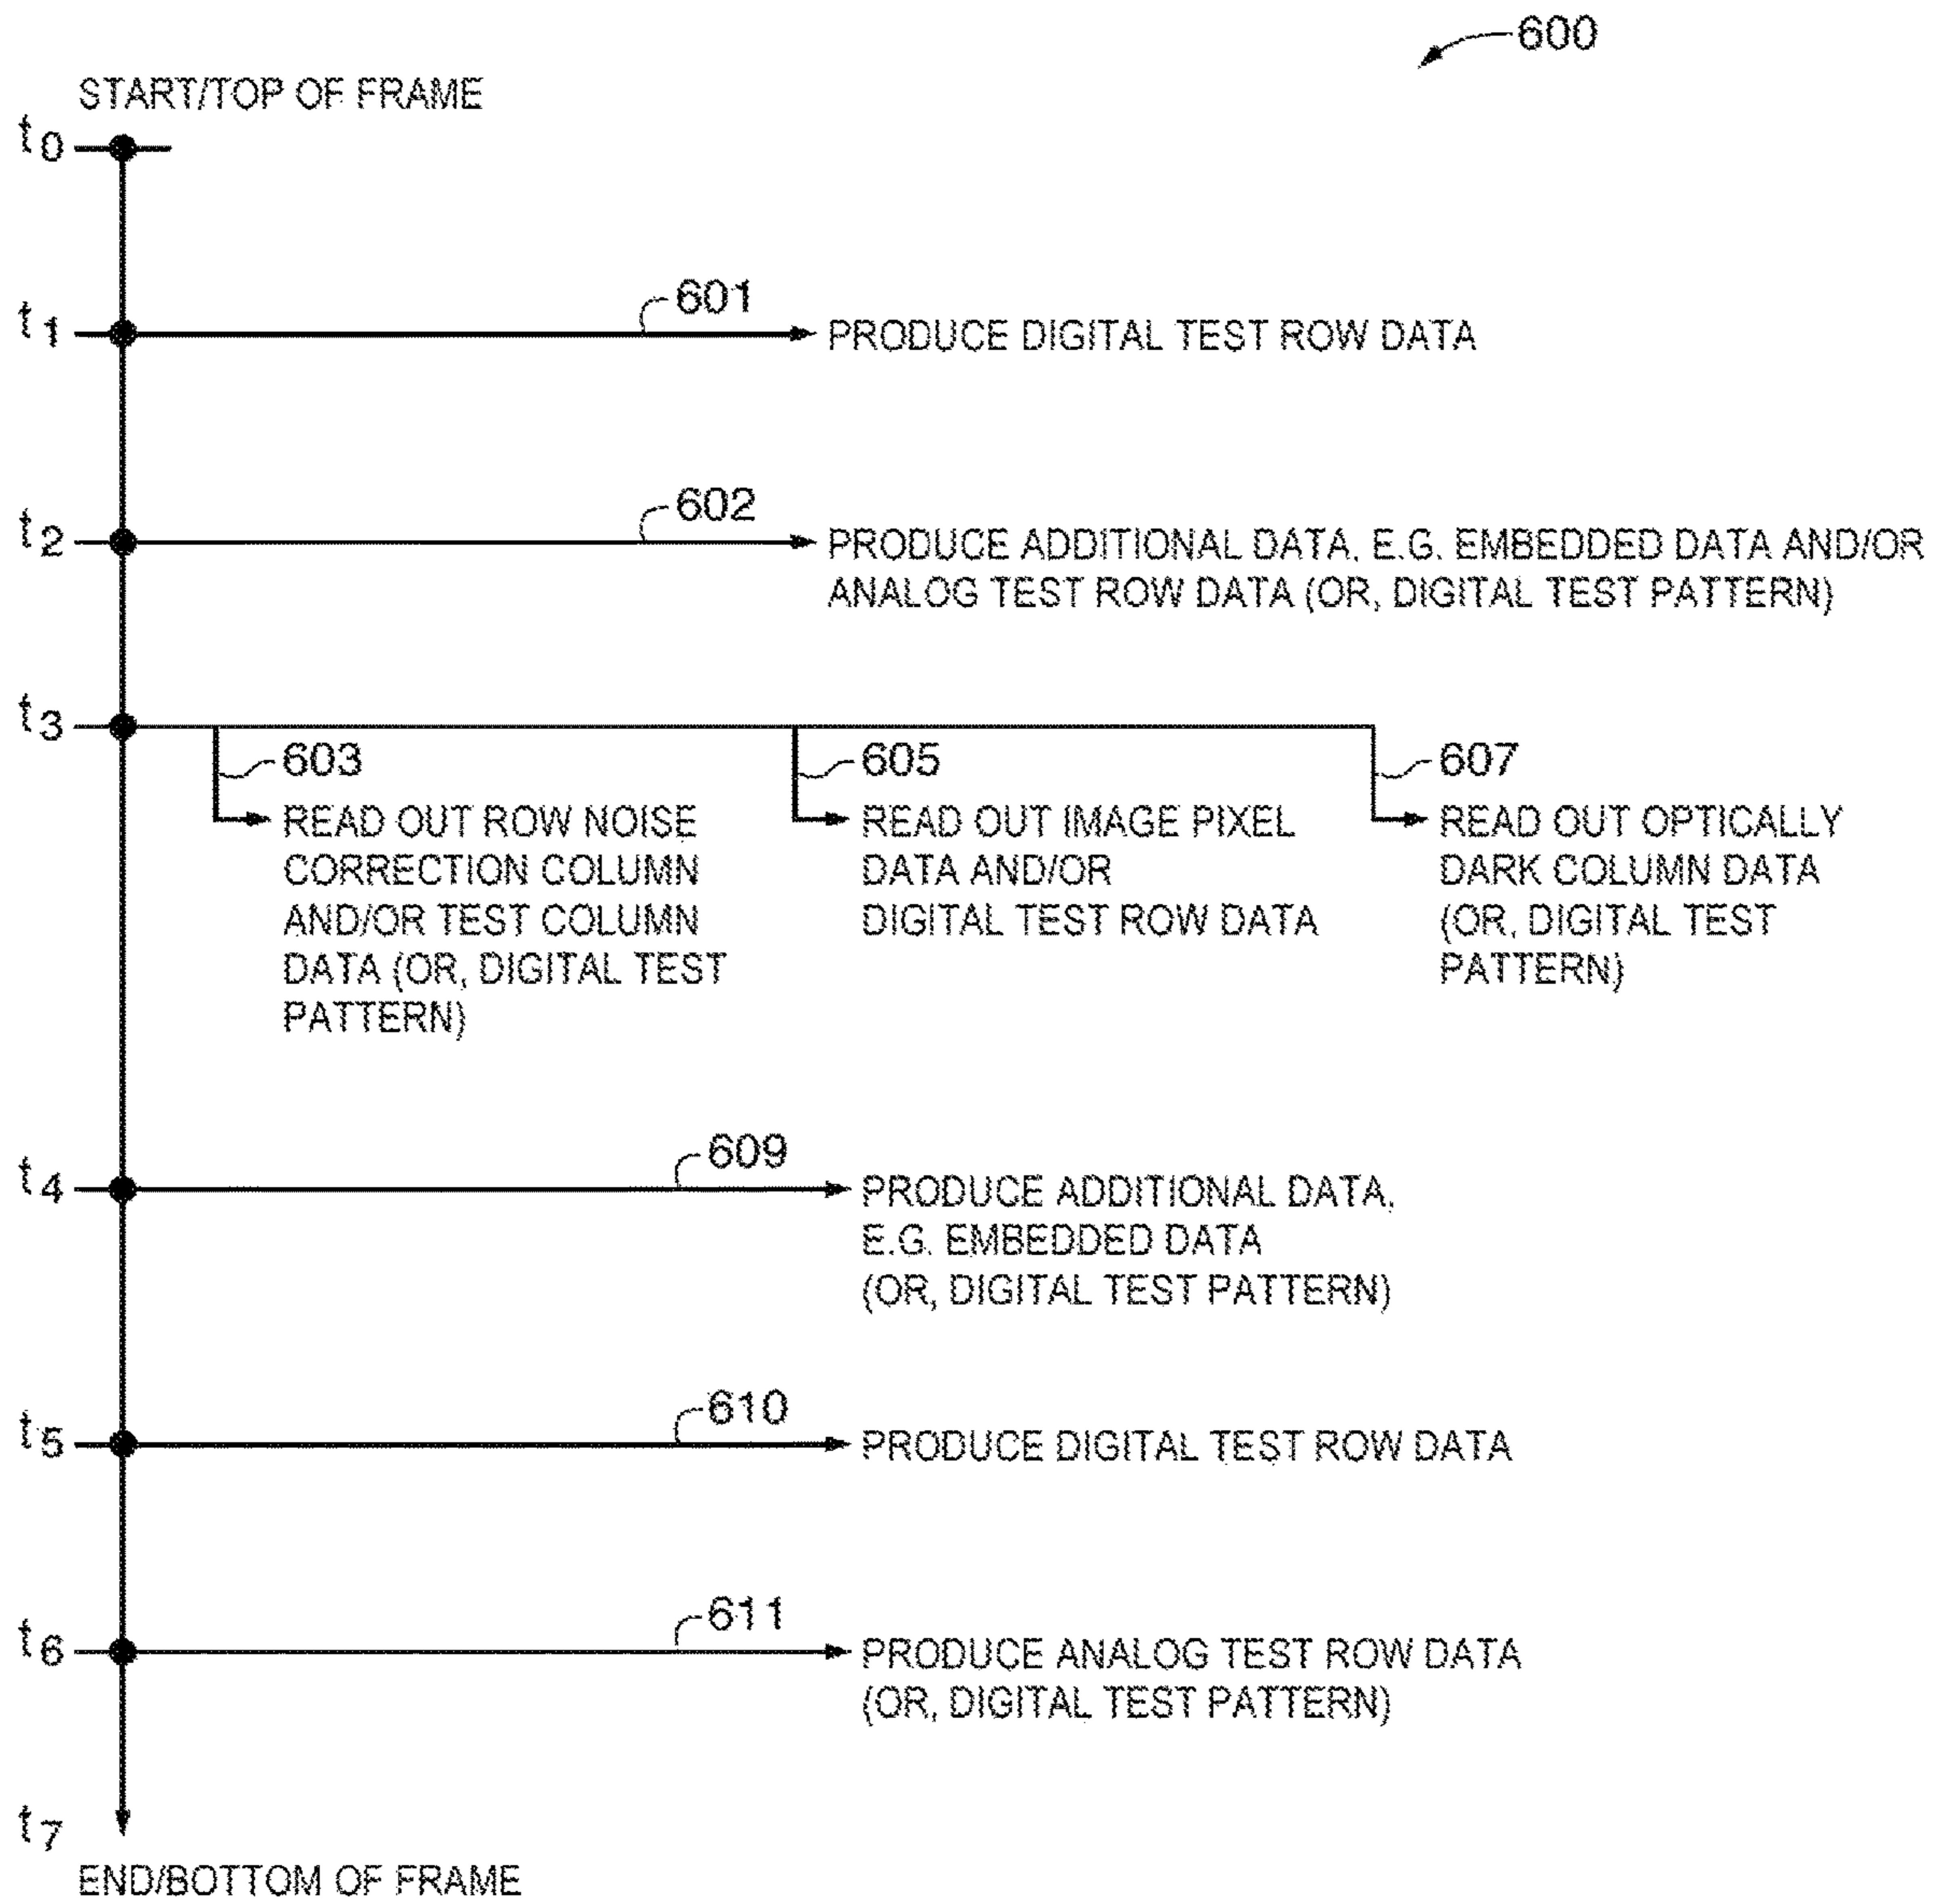 600
START/TOP OF FRAME
t0
601
t1
PRODUCE DIGITAL TEST ROW DATA
602
t2
PRODUCE ADDITIONAL DATA, E.G. EMBEDDED DATA AND/OR
ANALOG TEST ROW DATA (OR, DIGITAL TEST PATTERN)
t3
603
READ OUT ROW NOISE
CORRECTION COLUMN
AND/OR TEST COLUMN
DATA (OR, DIGITAL TEST
PATTERN)
605
READ OUT IMAGE PIXEL
DATA AND/OR
DIGITAL TEST ROW DATA
607
READ OUT OPTICALLY
DARK COLUMN DATA
(OR, DIGITAL TEST
PATTERN)
609
t4
PRODUCE ADDITIONAL DATA,
E.G. EMBEDDED DATA
(OR, DIGITAL TEST PATTERN)
610
t5
PRODUCE DIGITAL TEST ROW DATA
611
t6
PRODUCE ANALOG TEST ROW DATA
(OR, DIGITAL TEST PATTERN)
t7
END/BOTTOM OF FRAME